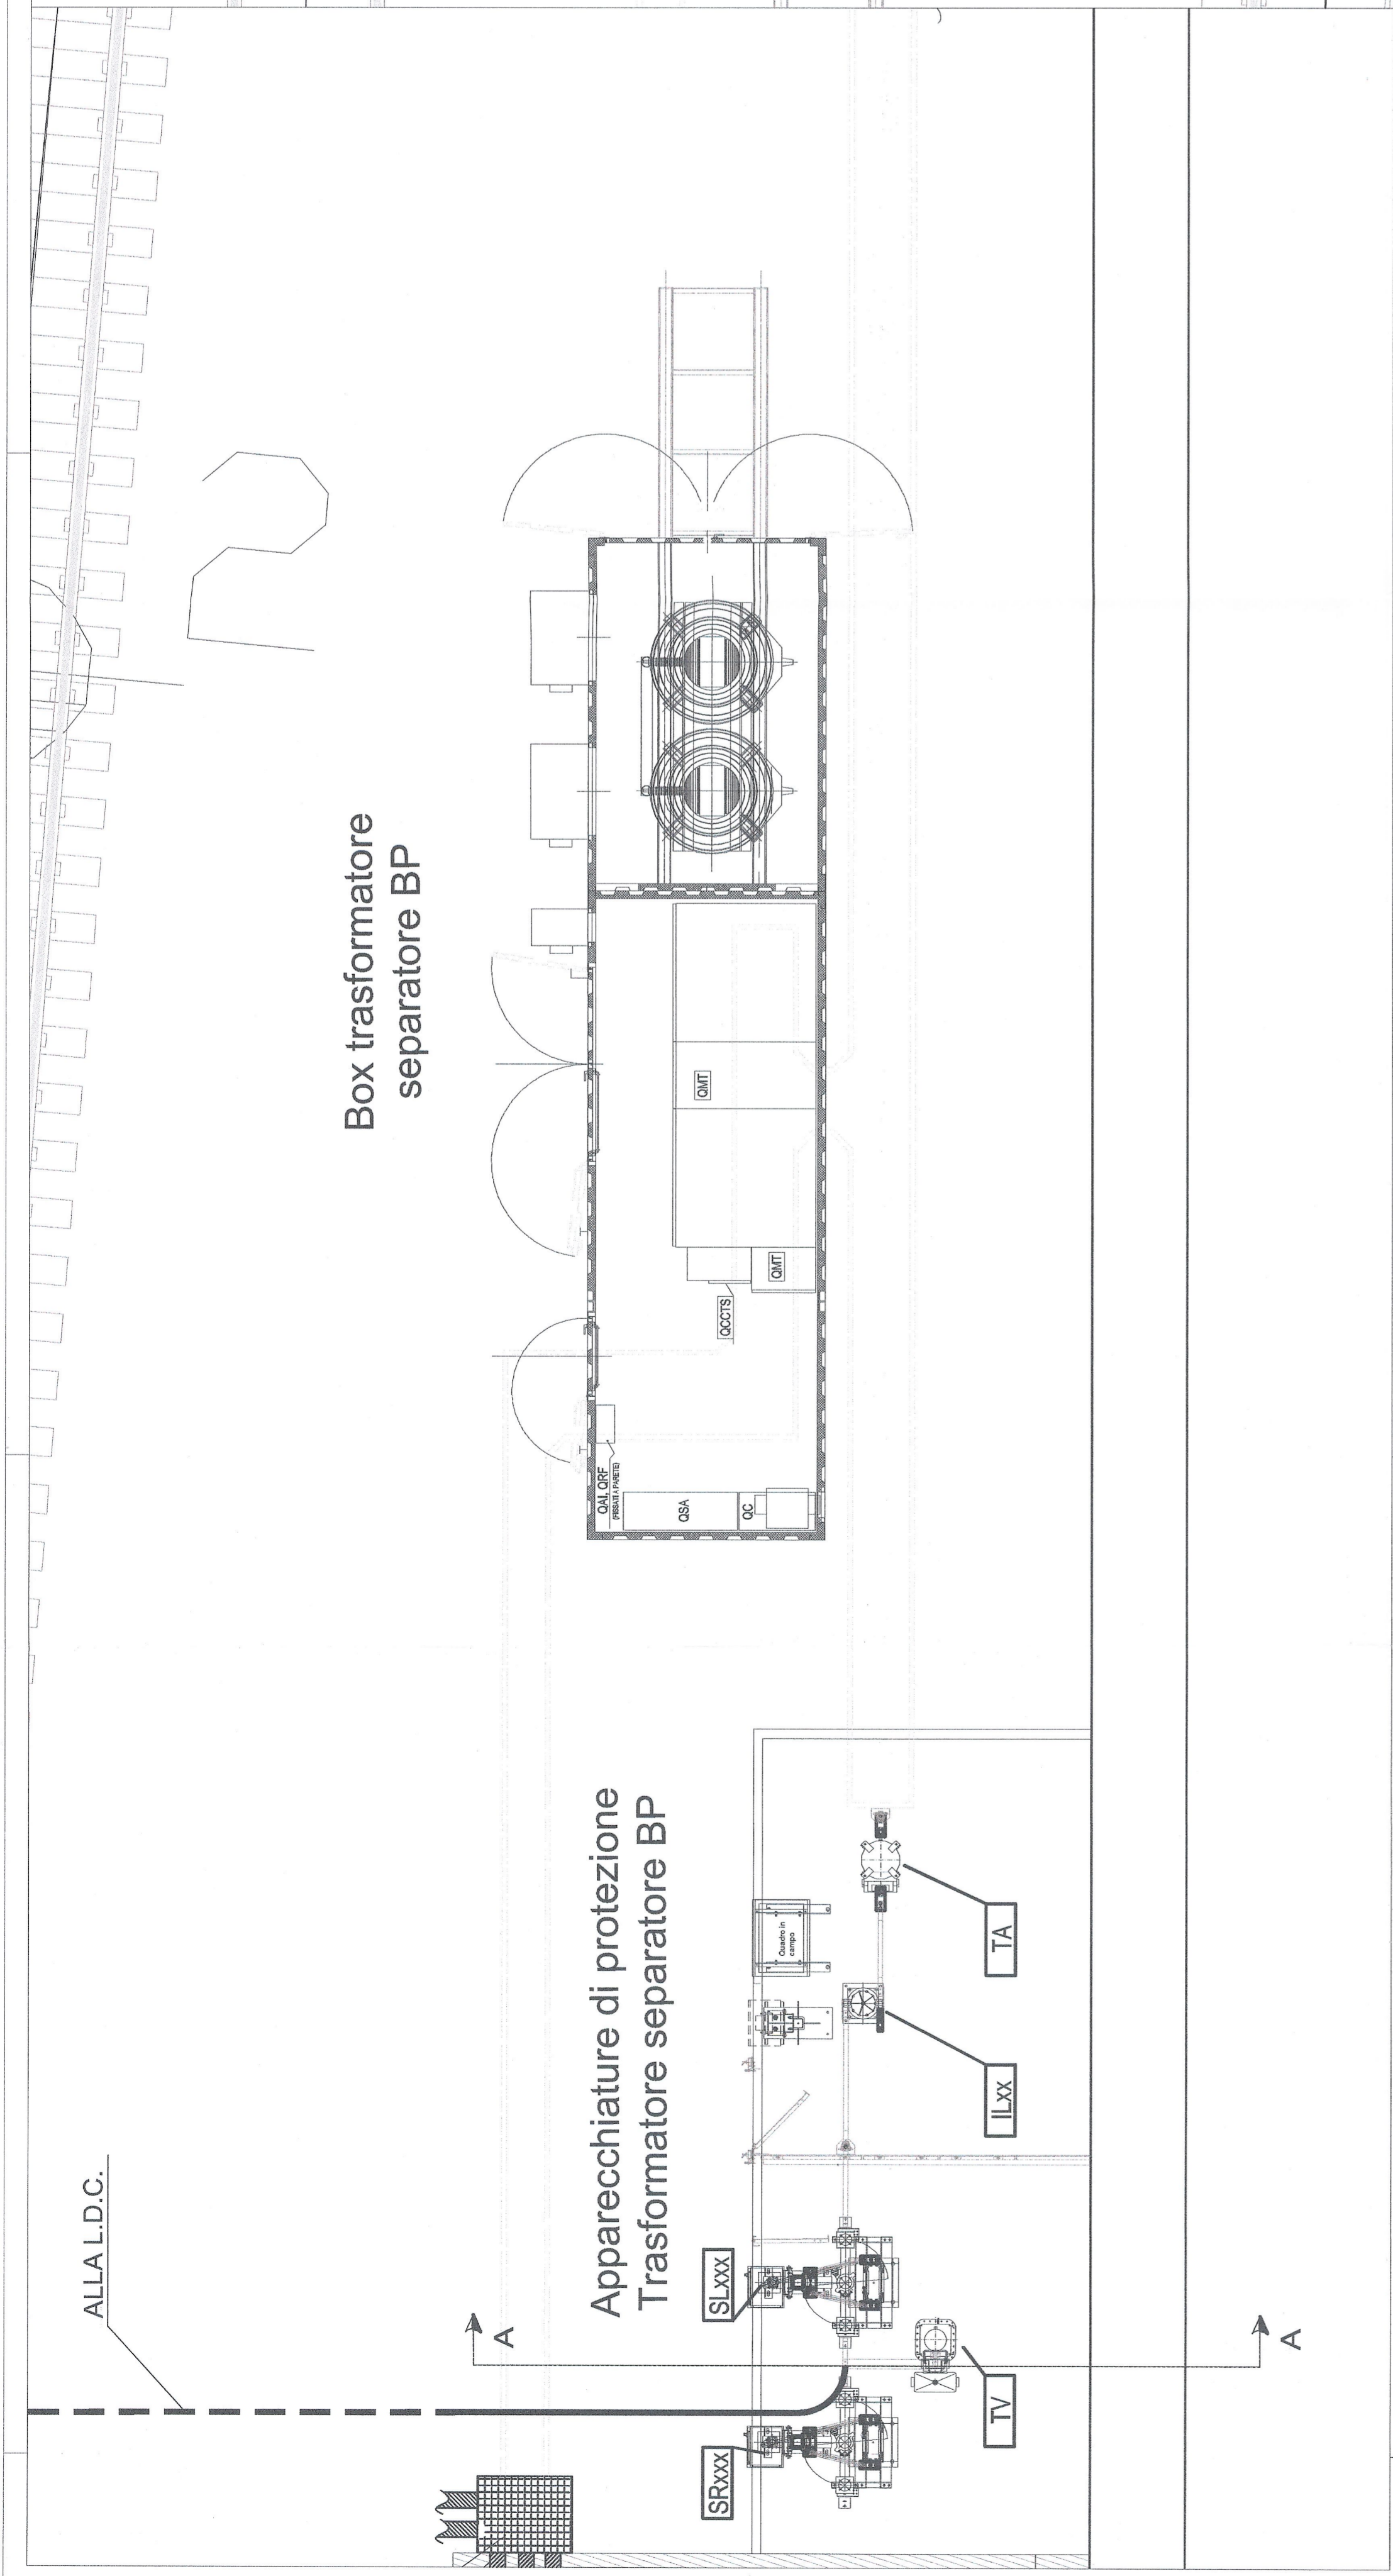 ALLA L.D.C.
Box trasformatore
separatore BP
Apparecchiature di protezione
Trasformatore separatore BP
QAI, QRF
(FISSATI A PARETE)
QSA
QC
QCCTS
QMT
QMT
A
A
SRxxx
SLxxx
Quadro in
campo
TV
ILxx
TA